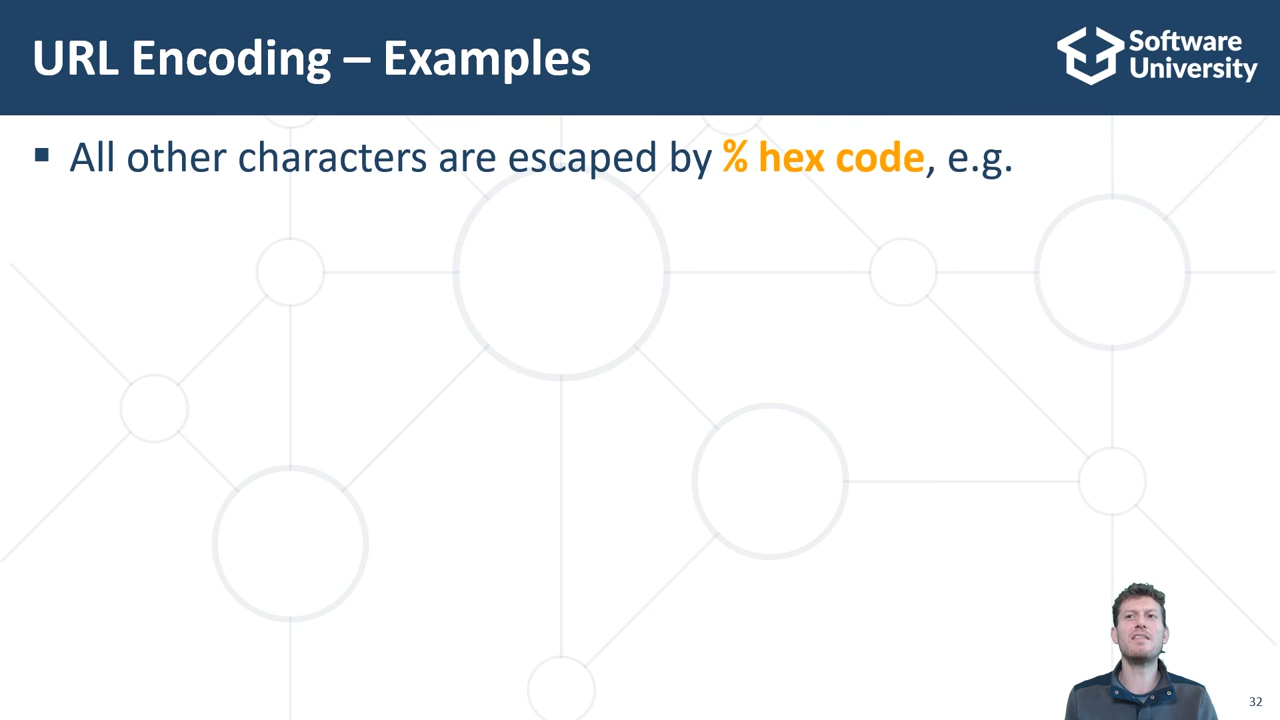 URL Encoding – Examples
Software
University
▪ All other characters are escaped by % hex code, e.g.
32